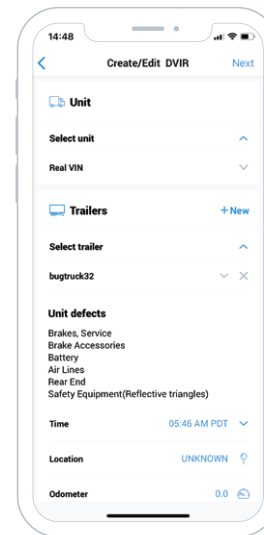 14:48
Create/Edit DVIR Next
Unit
Select unit
Real VIN
Trailers +New
Select trailer
bugtruck32
Unit defects
Brakes, Service
Brake Accessories
Battery
Air Lines
Rear End
Safety Equipment(Reflective triangles)
Time 05:46 AM PDT
Location UNKNOWN
Odometer 0.0